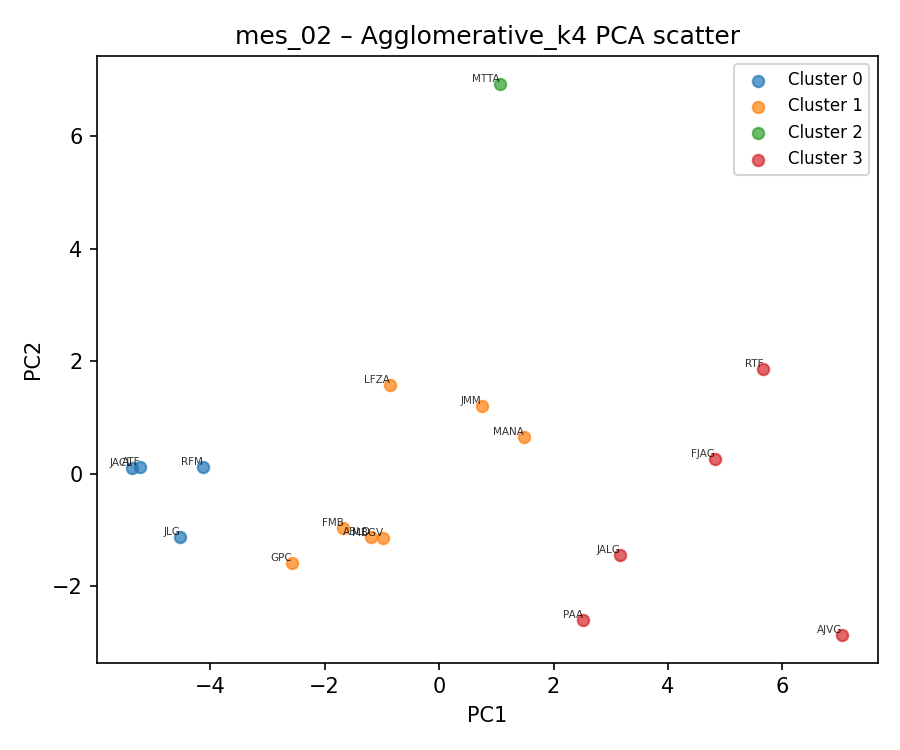 mes_02 – Agglomerative_k4 PCA scatter
MTTA
Cluster 0
Cluster 1
Cluster 2
Cluster 3
6
4
2
0
−2
PC2
RTF
LFZA
JMM
MANA
FJAG
RFM
JLG
FMB
GPC
JALG
PAA
AJVG
−4
−2
0
2
4
6
PC1